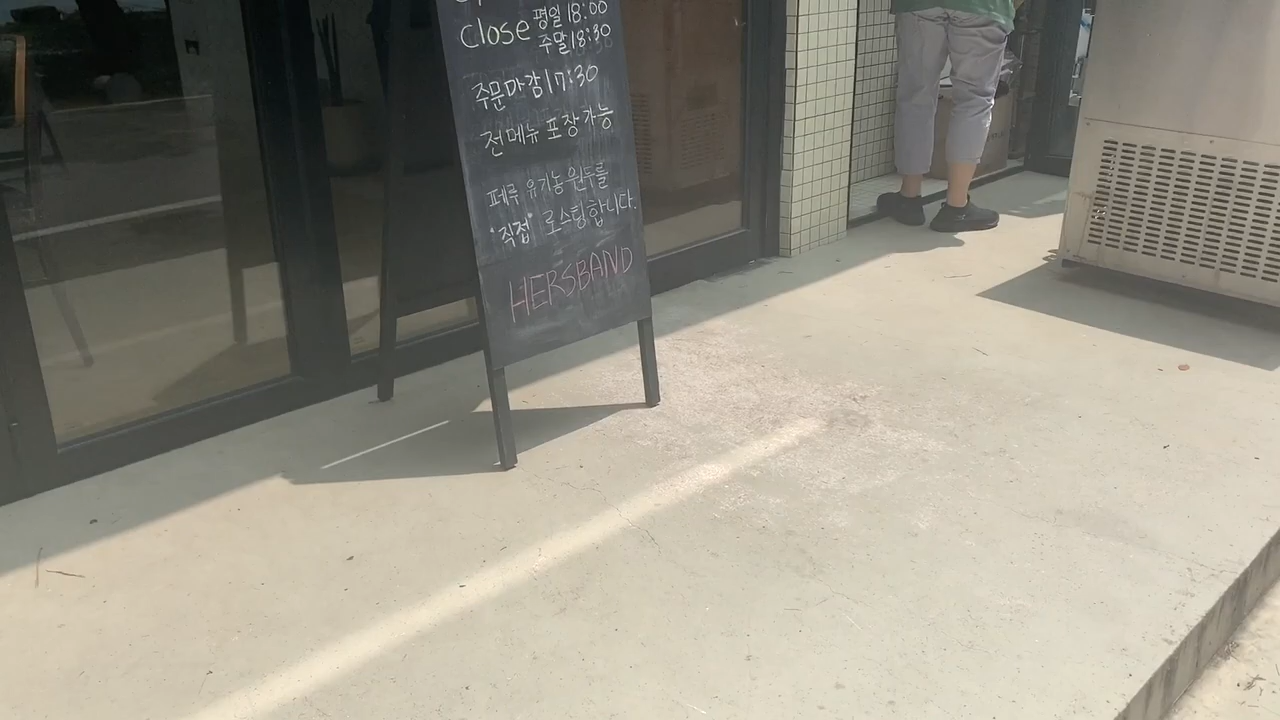 Close 평일 18:00
주말 18:30
주문마감 17:30
전메뉴 포장가능
페루 유기농 원두를
"직접" 로스팅합니다.
HERSBAND